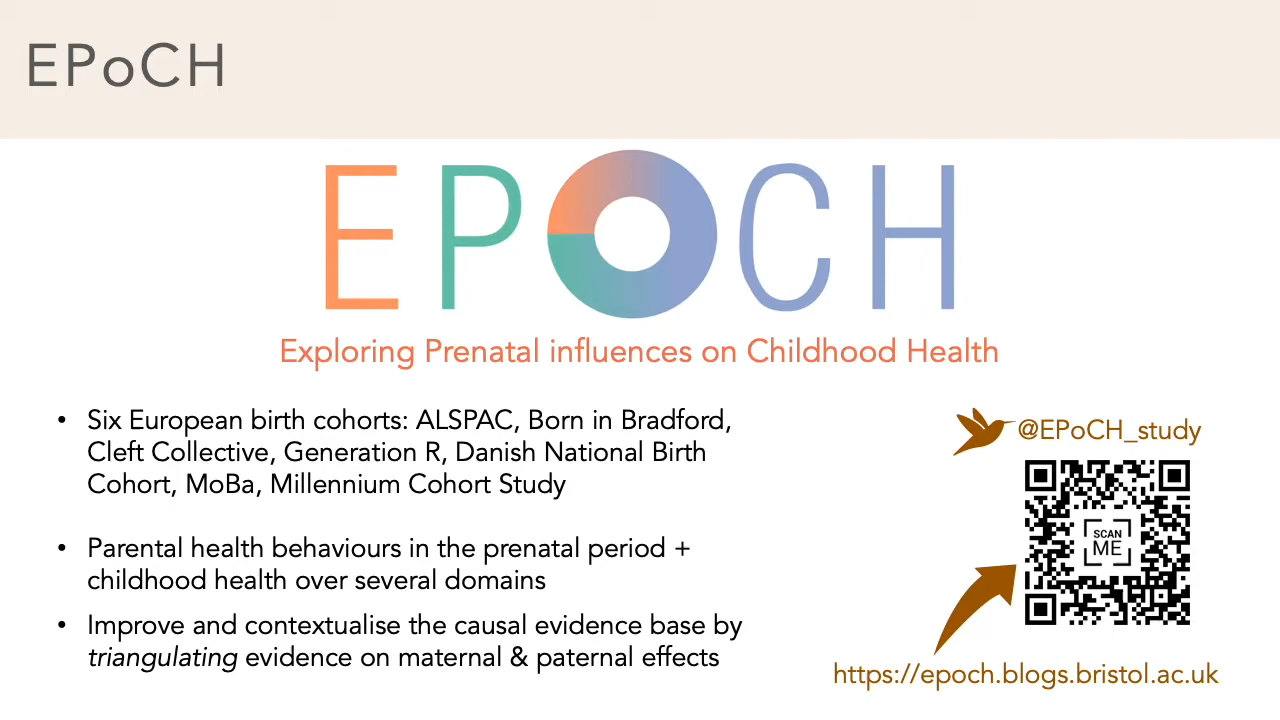 EPoCH
EPOCH
Exploring Prenatal influences on Childhood Health
• Six European birth cohorts: ALSPAC, Born in Bradford,
Cleft Collective, Generation R, Danish National Birth
Cohort, MoBa, Millennium Cohort Study
• Parental health behaviours in the prenatal period +
childhood health over several domains
• Improve and contextualise the causal evidence base by
triangulating evidence on maternal & paternal effects
@EPoCH_study
SCAN
ME
https://epoch.blogs.bristol.ac.uk